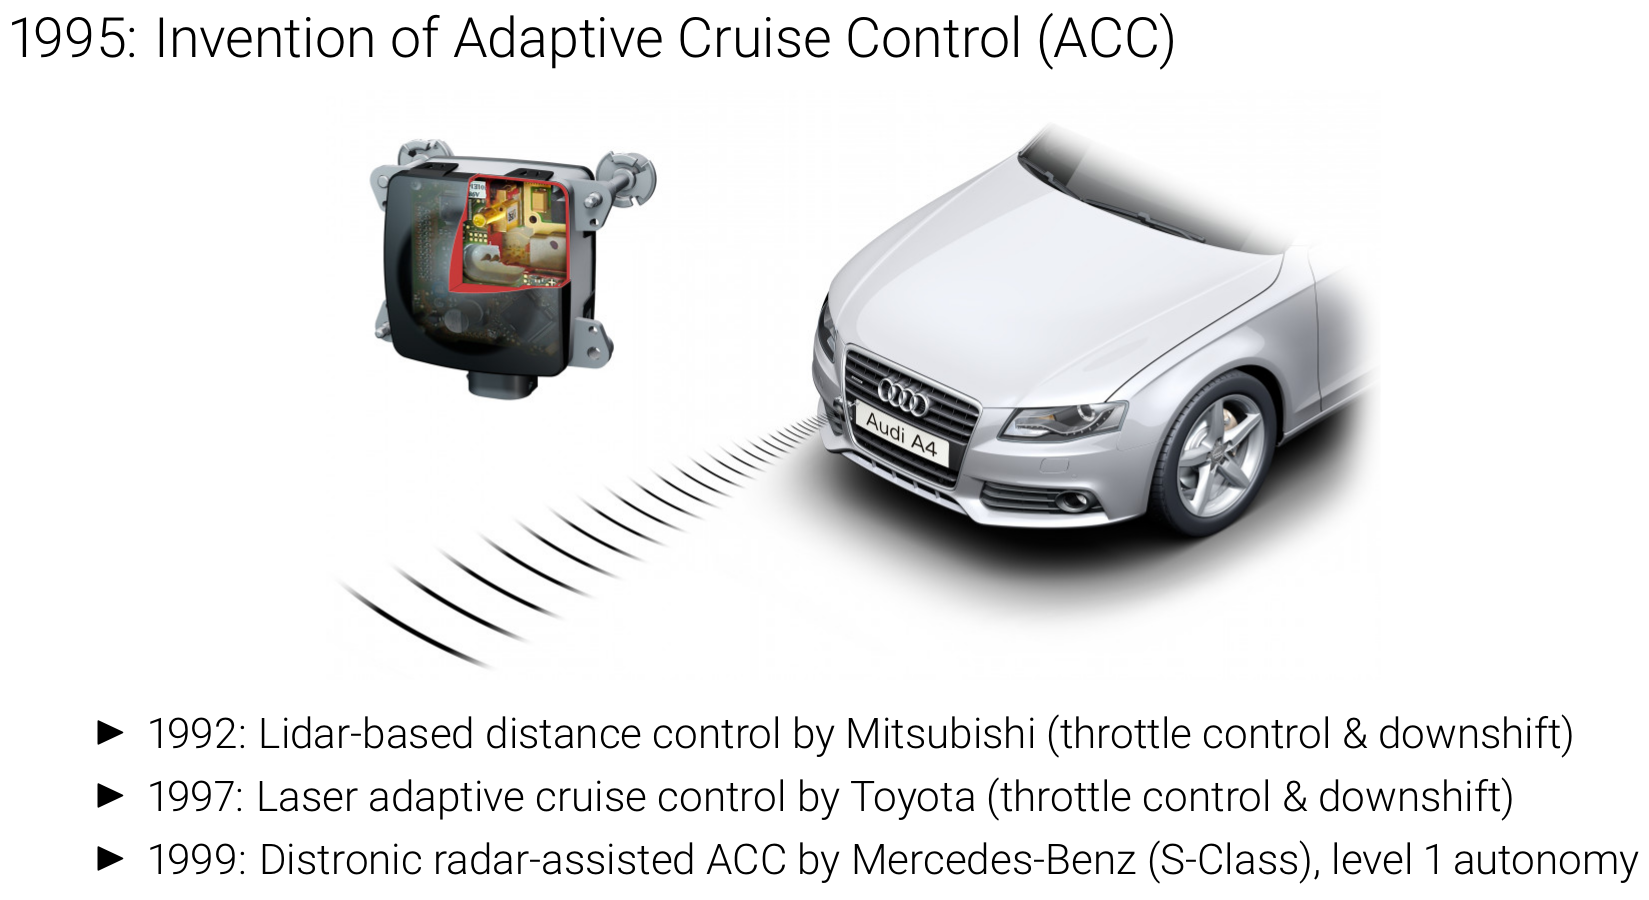 1995: Invention of Adaptive Cruise Control (ACC)
Audi A4
► 1992: Lidar-based distance control by Mitsubishi (throttle control & downshift)
► 1997: Laser adaptive cruise control by Toyota (throttle control & downshift)
► 1999: Distronic radar-assisted ACC by Mercedes-Benz (S-Class), level 1 autonomy